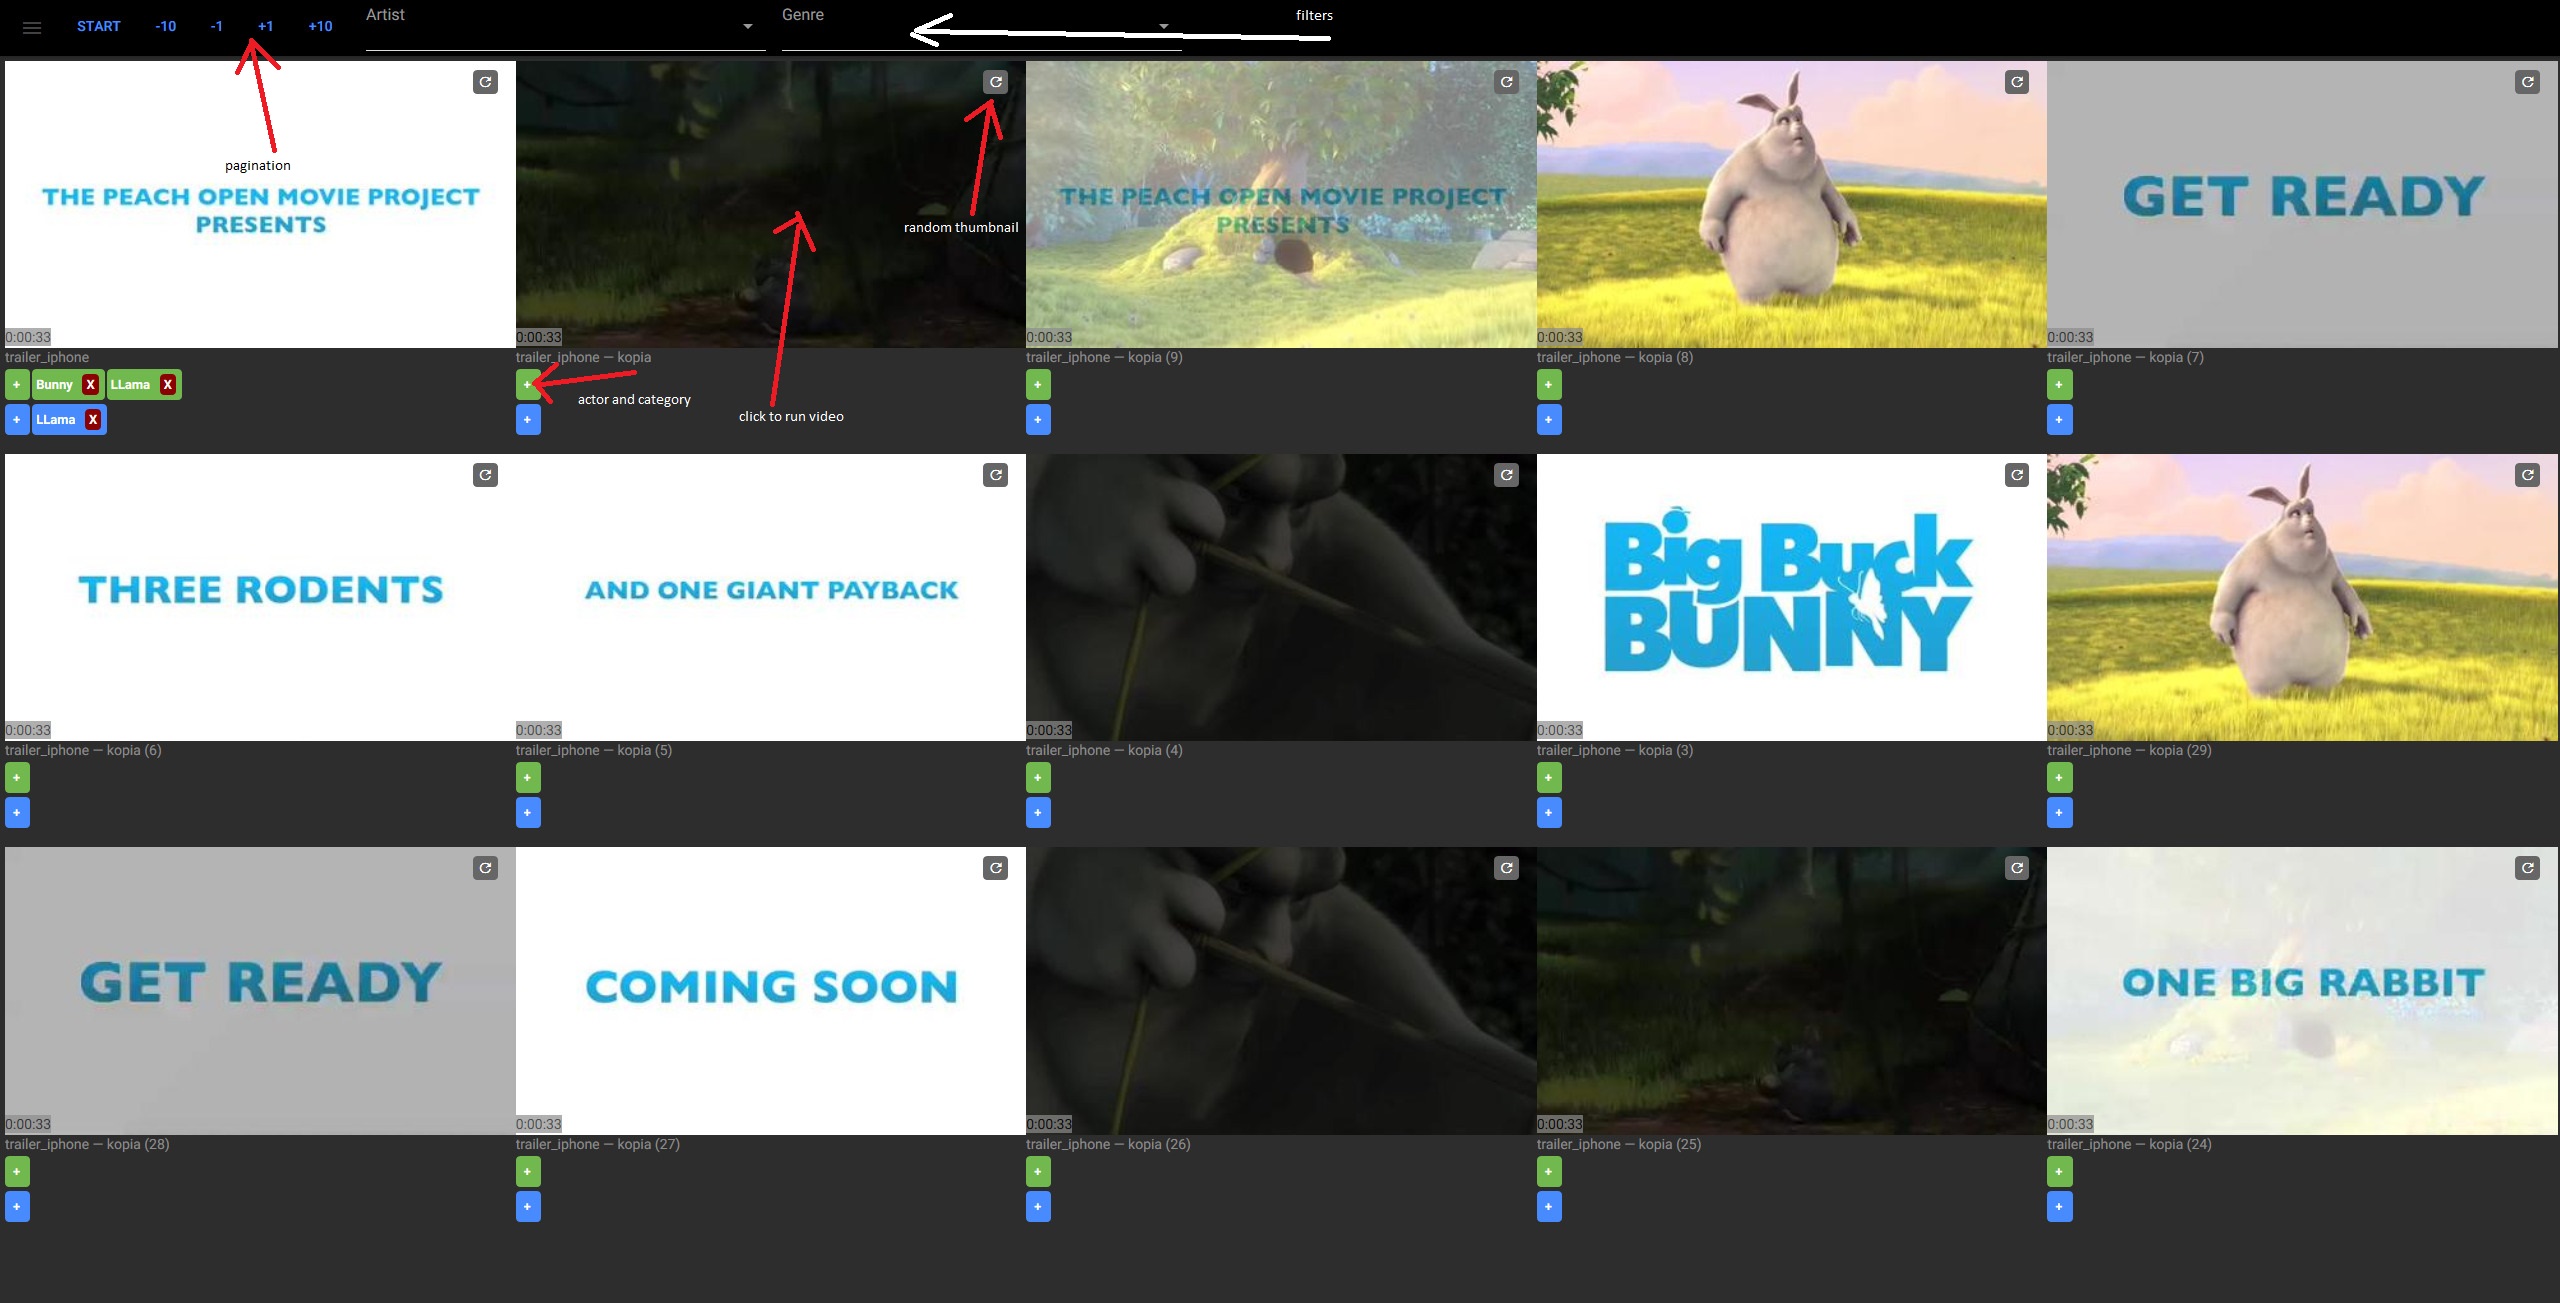 START -10 -1 +1 +10 Artist Genre filters
pagination
THE PEACH OPEN MOVIE PROJECT
PRESENTS
0:00:33
trailer_iphone
+ Bunny X LLama X
+ LLama X
random thumbnail
0:00:33
trailer_iphone — kopia
+
actor and category
+
click to run video
THE PEACH OPEN MOVIE PROJECT
PRESENTS
0:00:33
trailer_iphone — kopia (9)
+
+
0:00:33
trailer_iphone — kopia (8)
+
+
GET READY
0:00:33
trailer_iphone — kopia (7)
+
+
THREE RODENTS
0:00:33
trailer_iphone — kopia (6)
+
+
AND ONE GIANT PAYBACK
0:00:33
trailer_iphone — kopia (5)
+
+
0:00:33
trailer_iphone — kopia (4)
+
+
Big Buck
BUNNY
0:00:33
trailer_iphone — kopia (3)
+
+
0:00:33
trailer_iphone — kopia (29)
+
+
GET READY
0:00:33
trailer_iphone — kopia (28)
+
+
COMING SOON
0:00:33
trailer_iphone — kopia (27)
+
+
0:00:33
trailer_iphone — kopia (26)
+
+
0:00:33
trailer_iphone — kopia (25)
+
+
ONE BIG RABBIT
0:00:33
trailer_iphone — kopia (24)
+
+